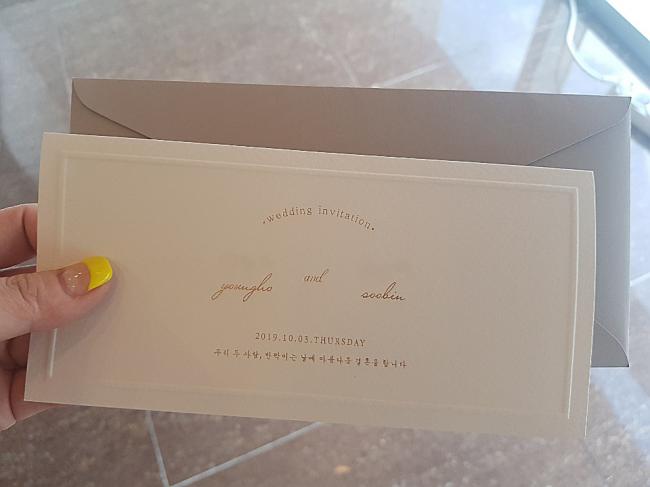 ·wedding invitation·
youngho and soobin
2019.10.03.THURSDAY
우리 두 사람, 반짝이는 날에 아름다운 결혼을 합니다